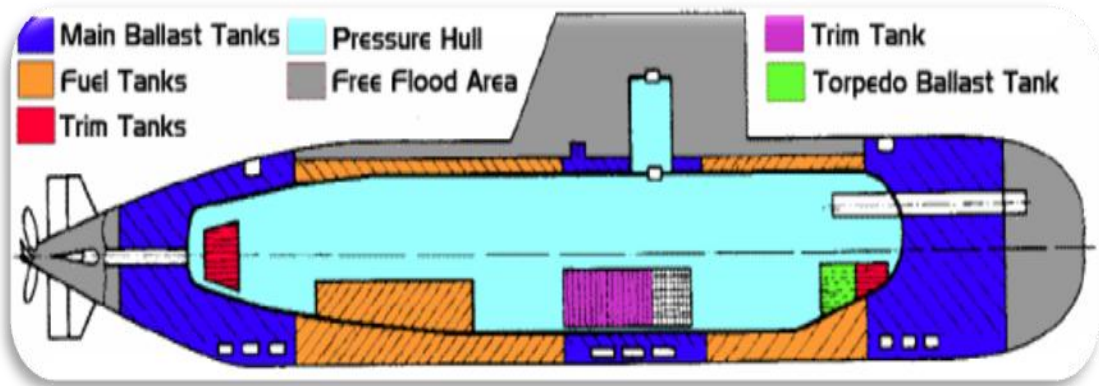 Main Ballast Tanks
Fuel Tanks
Trim Tanks
Pressure Hull
Free Flood Area
Trim Tank
Torpedo Ballast Tank